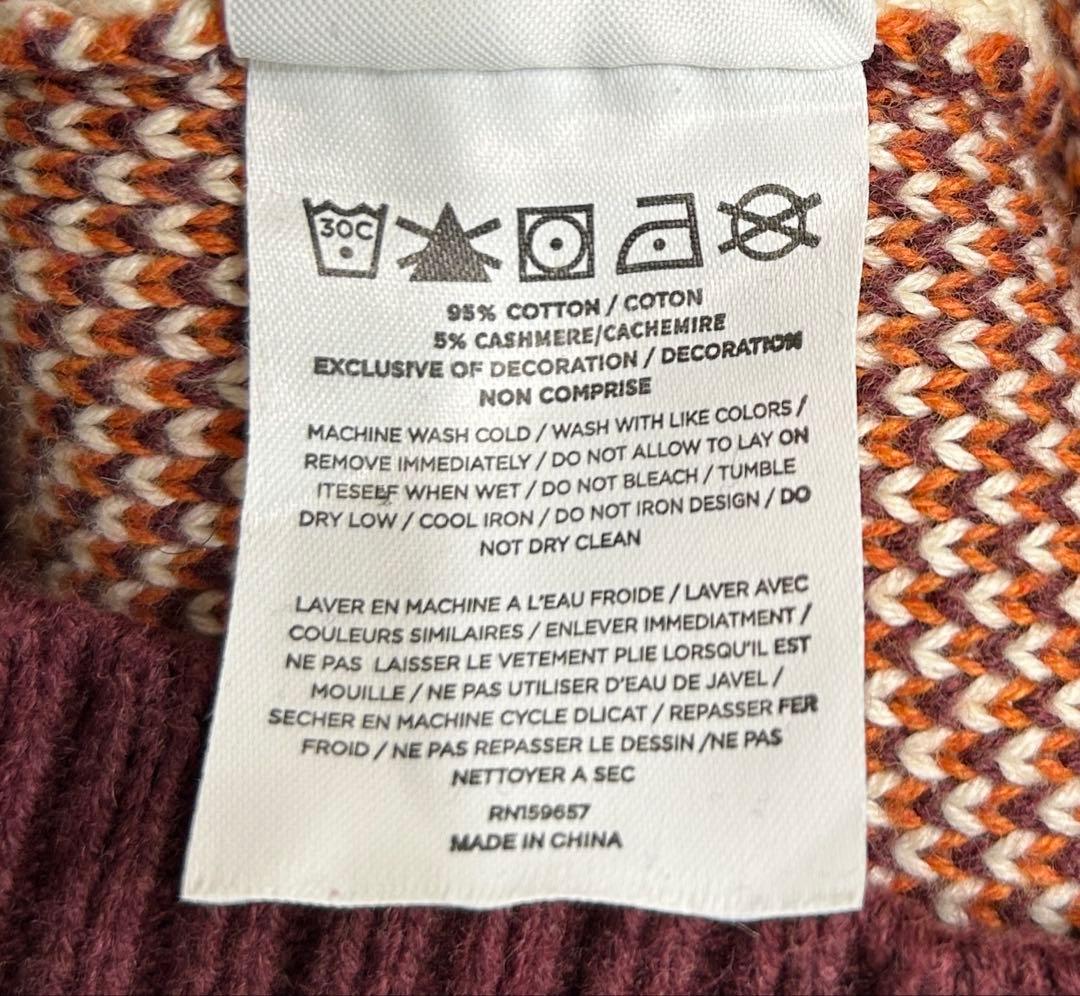 30C
95% COTTON / COTON
5% CASHMERE/CACHEMIRE
EXCLUSIVE OF DECORATION / DECORATION
NON COMPRISE
MACHINE WASH COLD / WASH WITH LIKE COLORS /
REMOVE IMMEDIATELY / DO NOT ALLOW TO LAY ON
ITESELF WHEN WET / DO NOT BLEACH / TUMBLE
DRY LOW / COOL IRON / DO NOT IRON DESIGN / DO
NOT DRY CLEAN
LAVER EN MACHINE A L'EAU FROIDE / LAVER AVEC
COULEURS SIMILAIRES / ENLEVER IMMEDIATMENT /
NE PAS LAISSER LE VETEMENT PLIE LORSQU'IL EST
MOUILLE / NE PAS UTILISER D'EAU DE JAVEL /
SECHER EN MACHINE CYCLE DLICAT / REPASSER FER
FROID / NE PAS REPASSER LE DESSIN /NE PAS
NETTOYER A SEC
RN159657
MADE IN CHINA